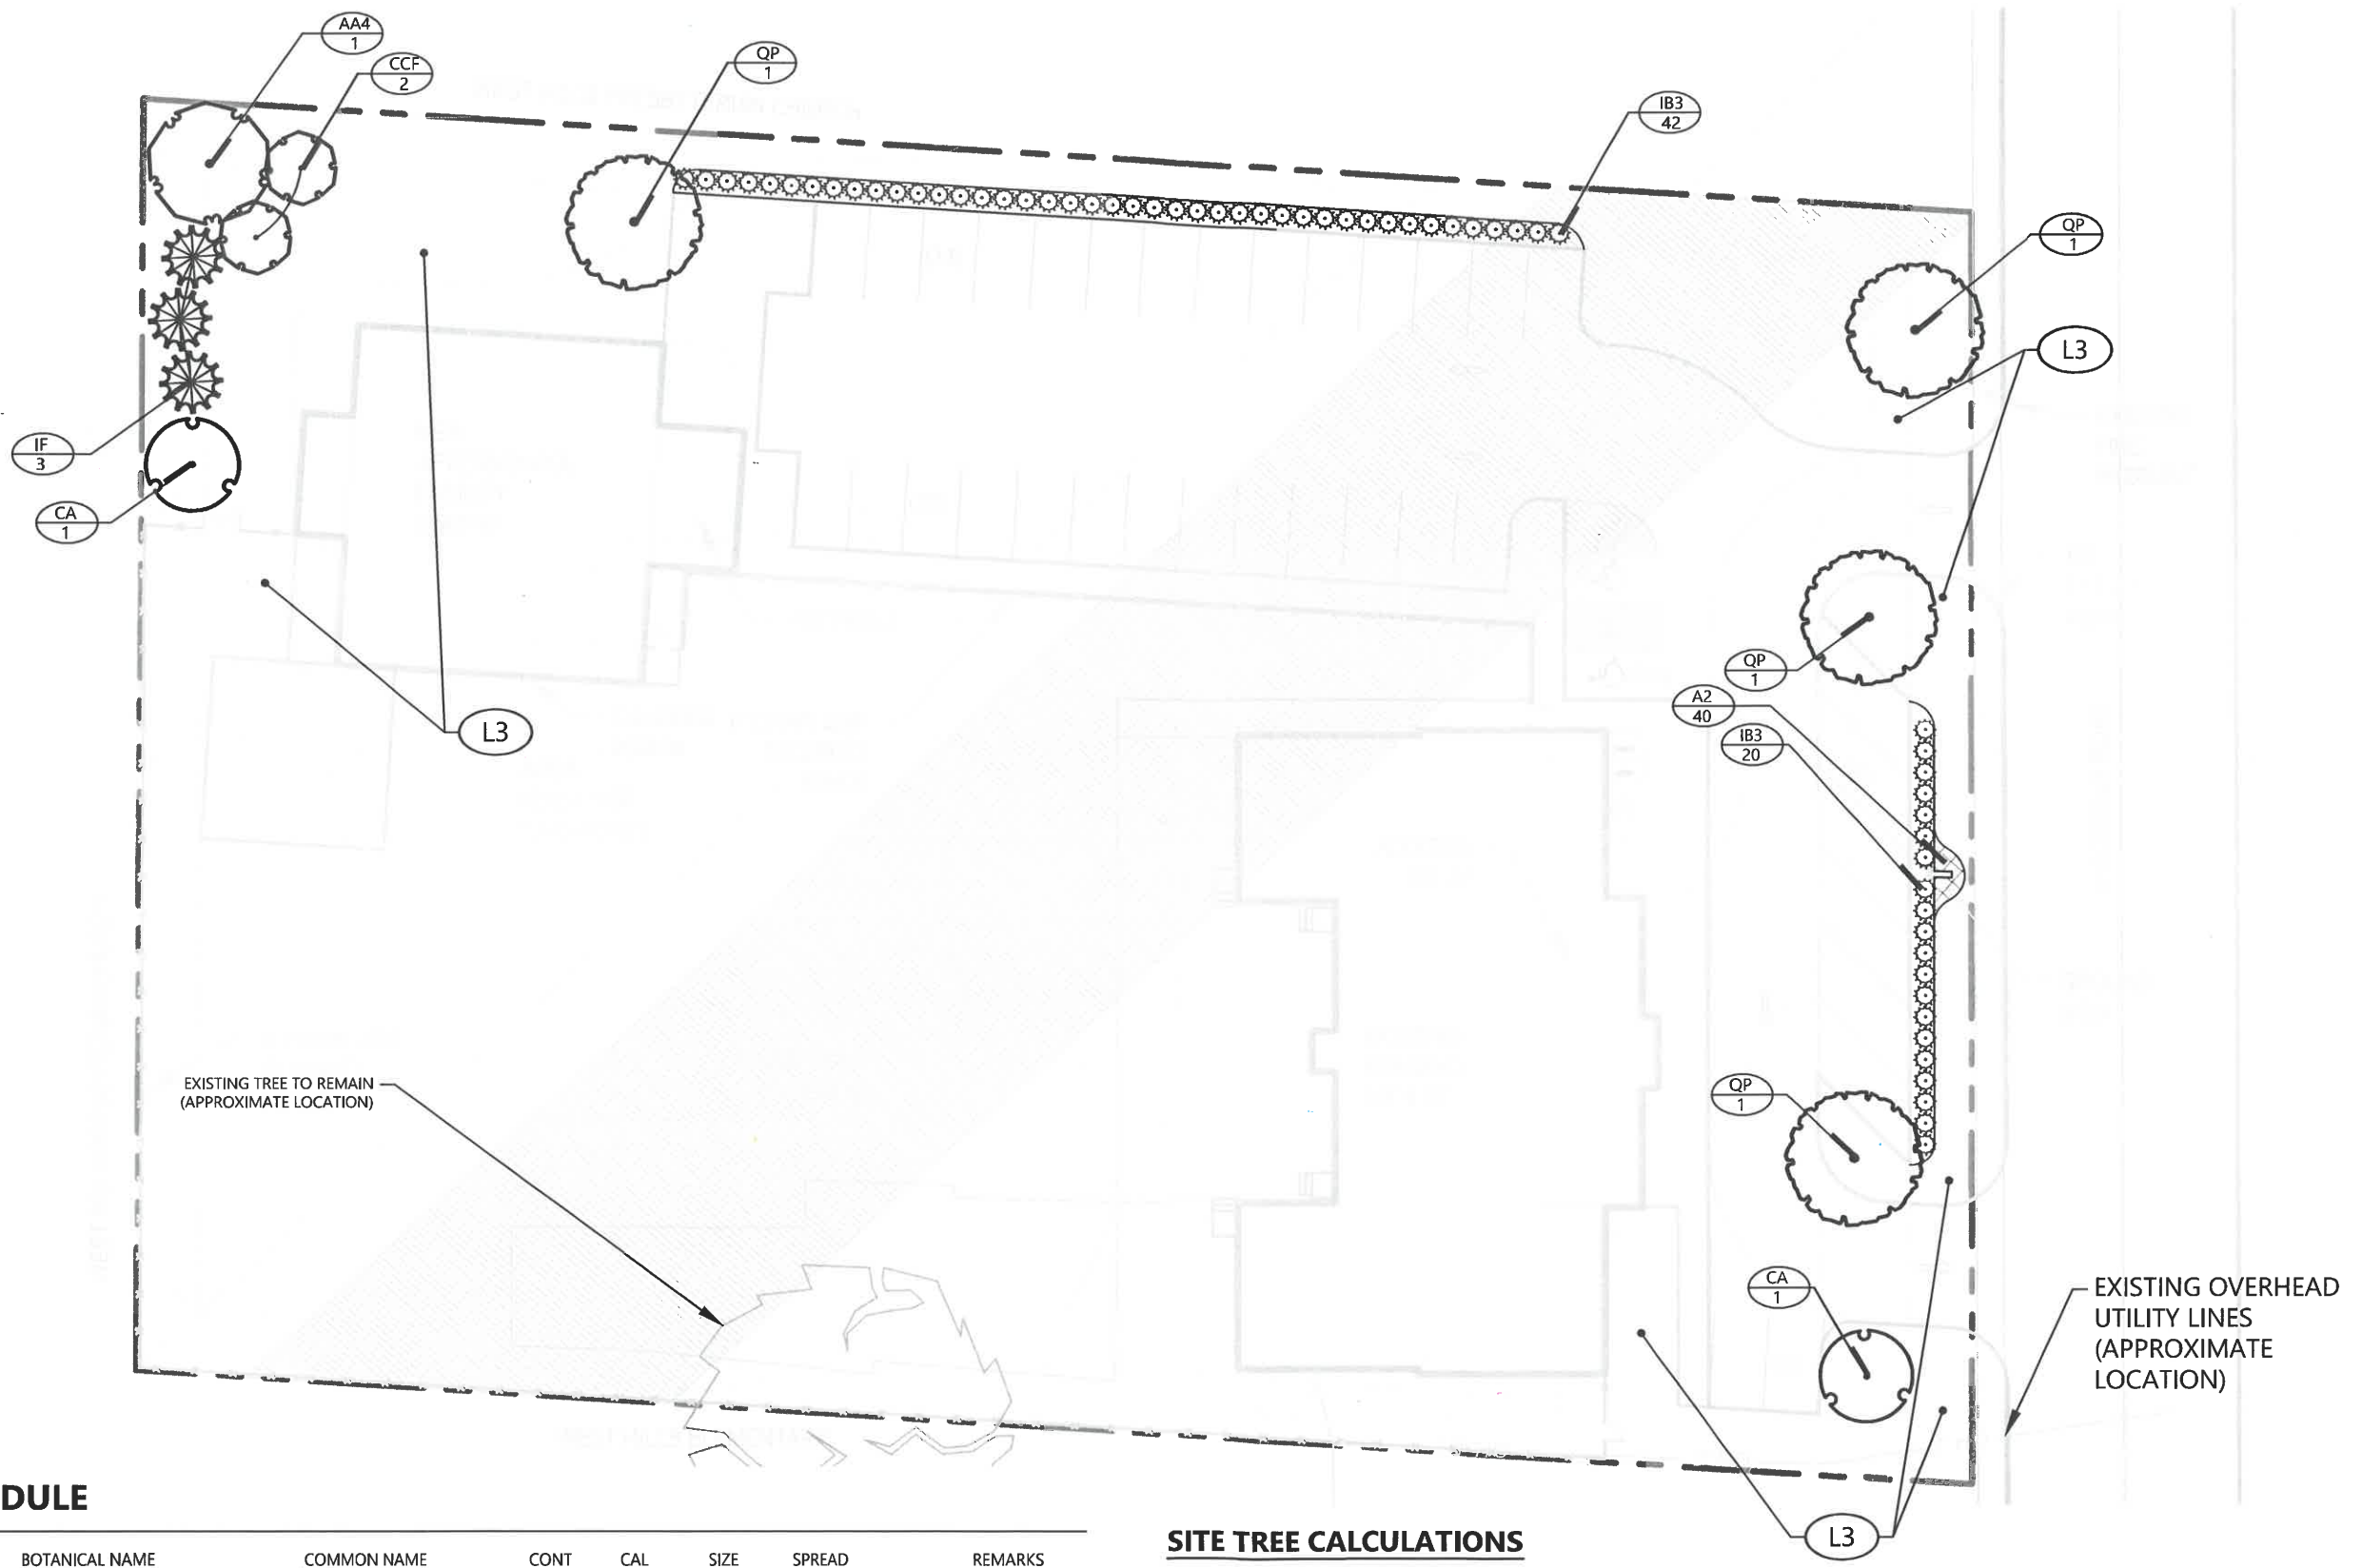 AA4
1
CCF
2
QP
1
IB3
42
QP
1
L3
IF
3
CA
1
QP
1
A2
40
IB3
20
L3
EXISTING TREE TO REMAIN
(APPROXIMATE LOCATION)
QP
1
CA
1
EXISTING OVERHEAD
UTILITY LINES
(APPROXIMATE
LOCATION)
L3
DULE
SITE TREE CALCULATIONS
BOTANICAL NAME COMMON NAME CONT CAL SIZE SPREAD REMARKS